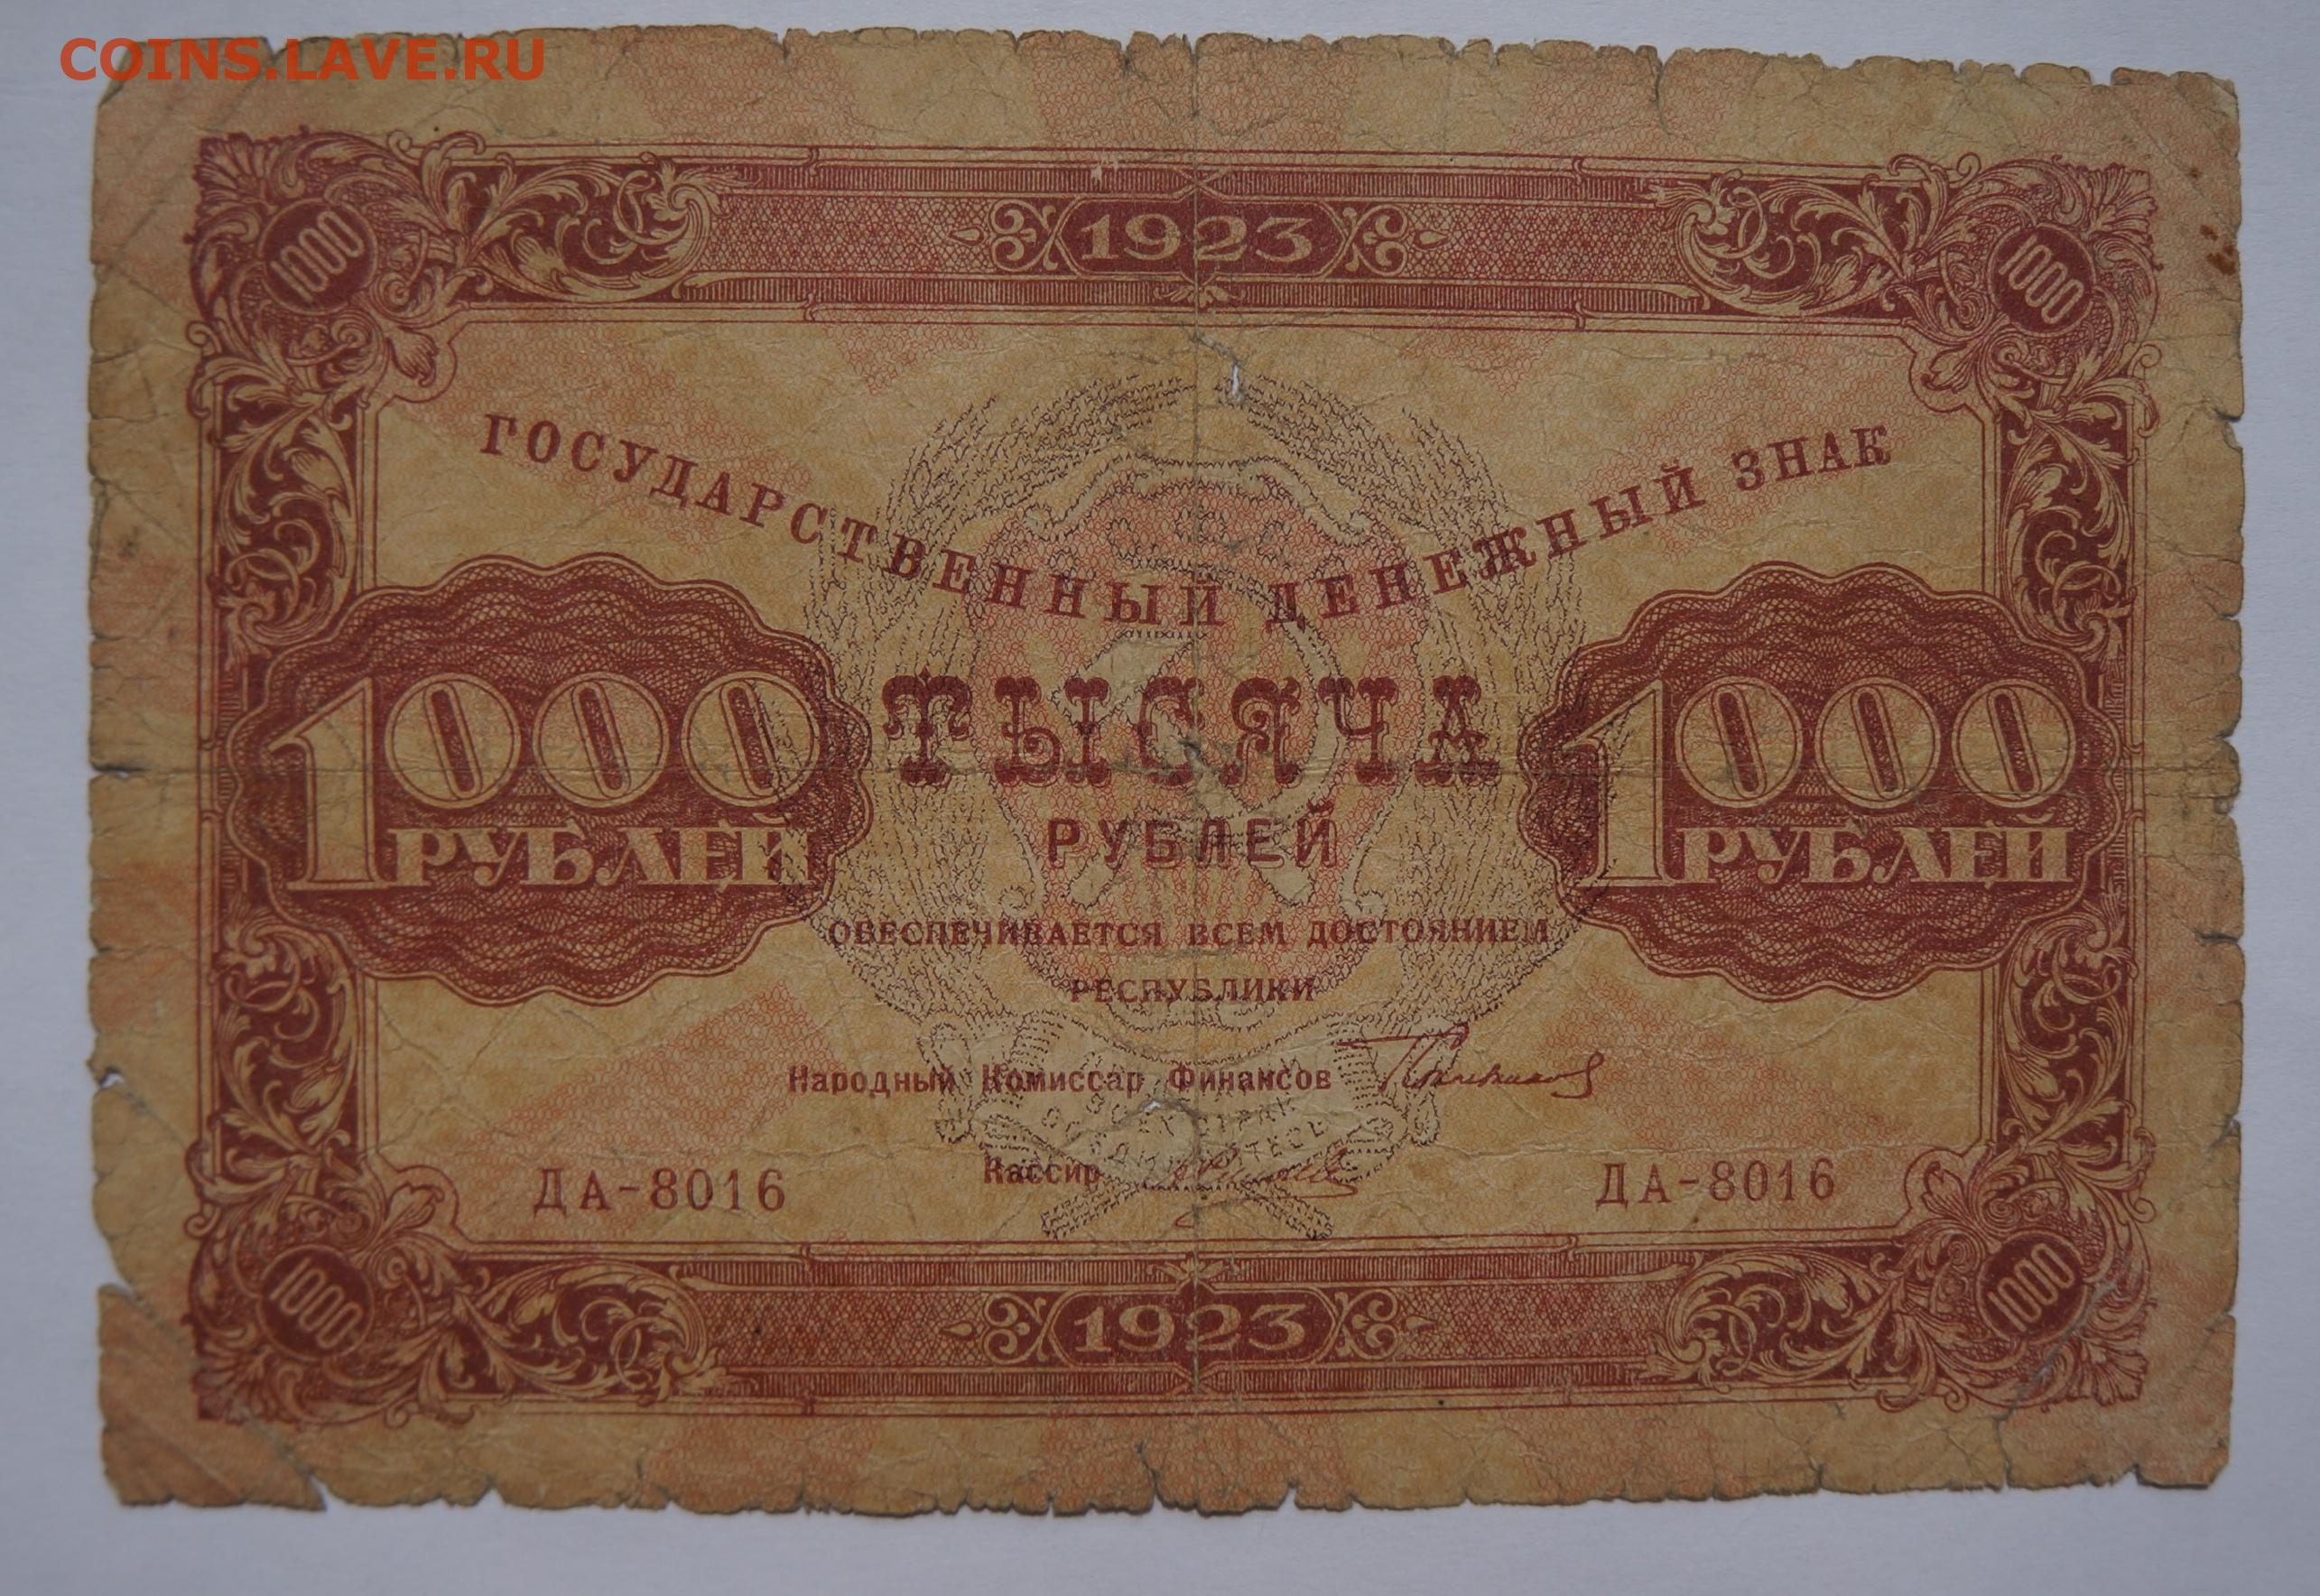 COINS.LAVE.RU
1000 1923 1000
ГОСУДАРСТВЕННЫЙ ДЕНЕЖНЫЙ ЗНАК
1000 РУБЛЕЙ
ТЫСЯЧА
РУБЛЕЙ
1000 РУБЛЕЙ
ОБЕСПЕЧИВАЕТСЯ ВСЕМ ДОСТОЯНИЕМ
РЕСПУБЛИКИ
Народный Комиссар Финансов
Кассир
ДА-8016 ДА-8016
1000 1923 1000